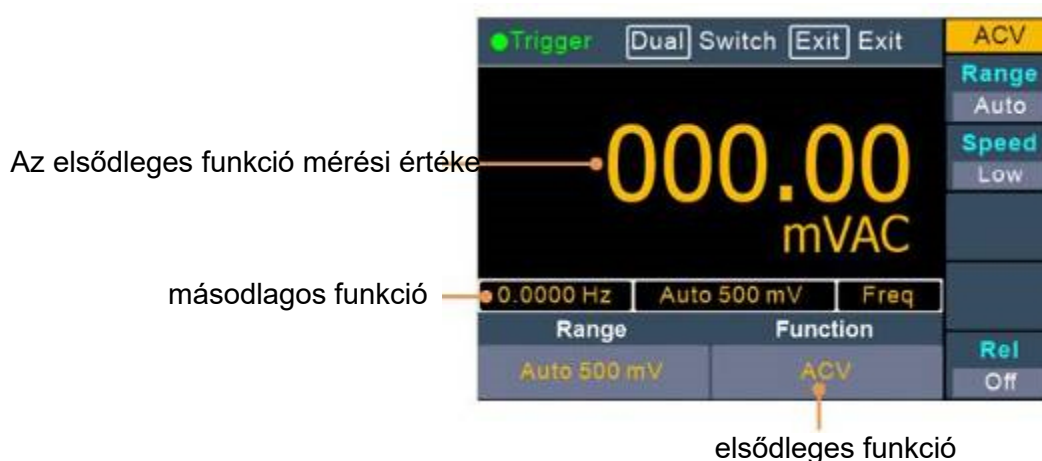 Trigger Dual Switch Exit Exit
ACV
Range
Auto
Speed
Low
Az elsődleges funkció mérési értéke
000.00
mVAC
másodlagos funkció
0.0000 Hz Auto 500 mV Freq
Range Function
Auto 500 mV ACV
Rel
Off
elsődleges funkció